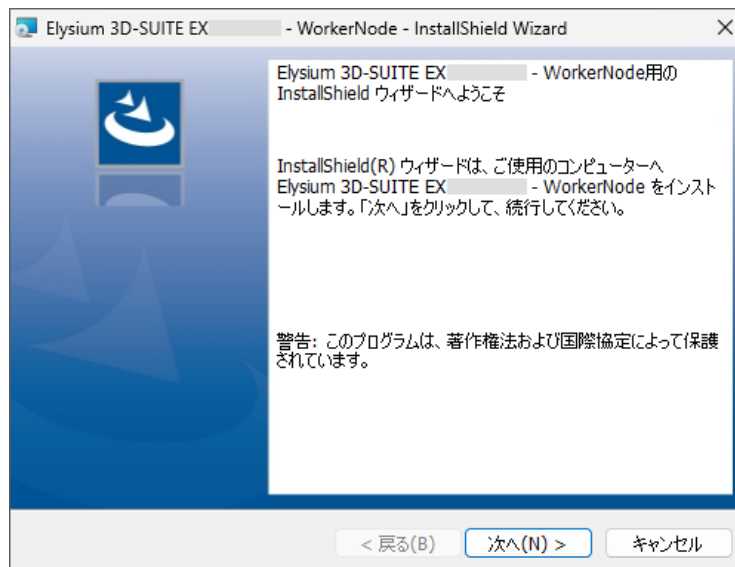 Elysium 3D-SUITE EX - WorkerNode - InstallShield Wizard
Elysium 3D-SUITE EX - WorkerNode用の
InstallShield ウィザードへようこそ
InstallShield(R) ウィザードは、ご使用のコンピューターへ
Elysium 3D-SUITE EX - WorkerNode をインスト
ールします。「次へ」をクリックして、続行してください。
警告: このプログラムは、著作権法および国際協定によって保護
されています。
< 戻る(B)
次へ(N) >
キャンセル